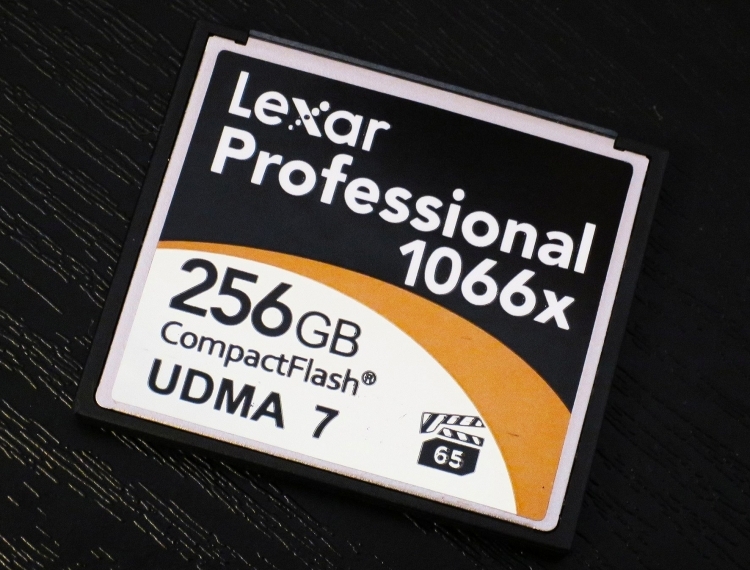 Lexar
Professional
1066x
256GB
CompactFlash®
UDMA 7
65